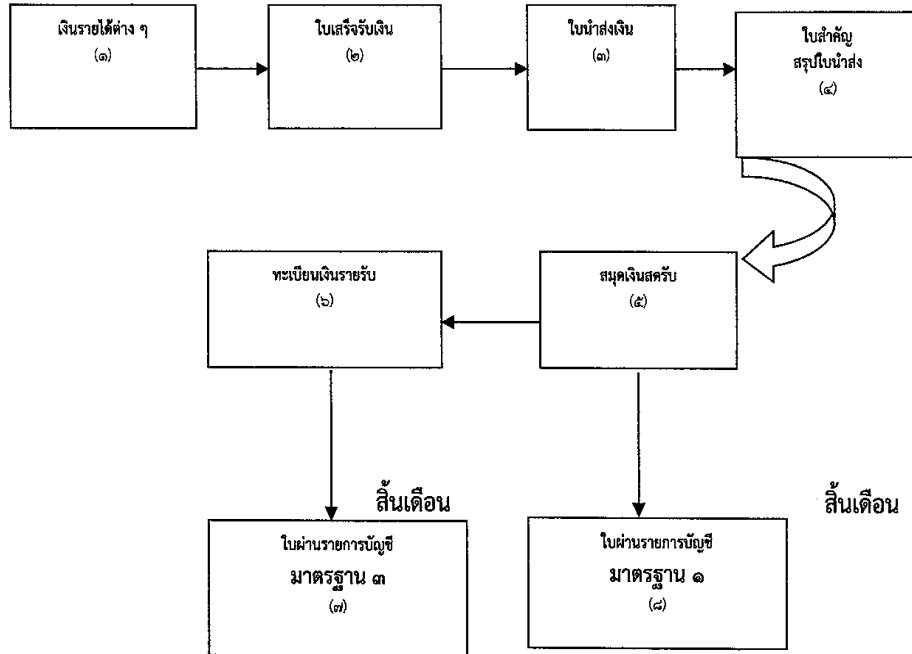 เงินรายได้ต่าง ๆ
(๑)
ใบเสร็จรับเงิน
(๒)
ใบนำส่งเงิน
(๓)
ใบสำคัญ
สรุปใบนำส่ง
(๔)
ทะเบียนเงินรายรับ
(๖)
สมุดเงินสดรับ
(๕)
สิ้นเดือน
สิ้นเดือน
ใบผ่านรายการบัญชี
มาตรฐาน ๓
(๗)
ใบผ่านรายการบัญชี
มาตรฐาน ๑
(๘)